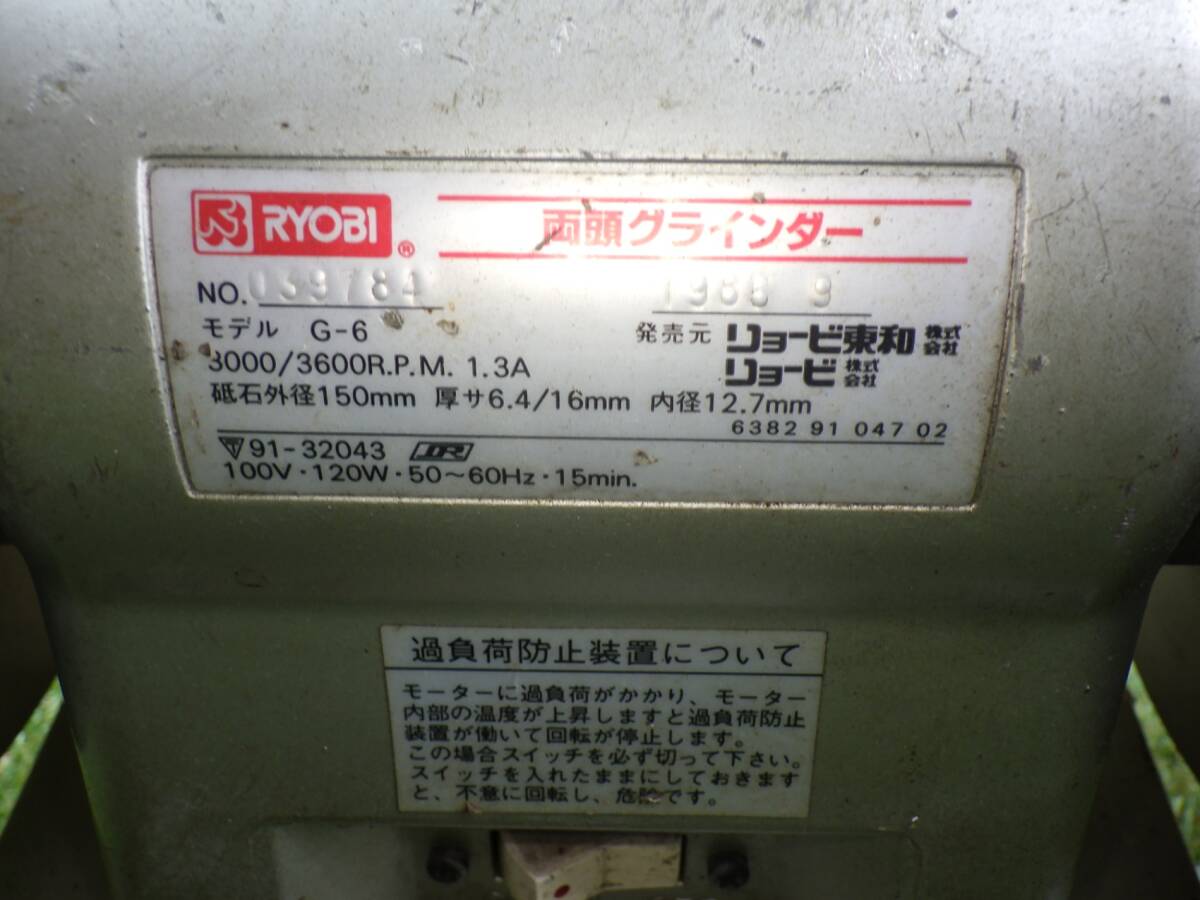 RYOBI ® 両頭グラインダー
NO. 039784 1988 9
モデル G-6 発売元 リョービ東和 株式会社
3000/3600R.P.M. 1.3A リョービ 株式会社
砥石外径150mm 厚サ6.4/16mm 内径12.7mm
6382 91 047 02
▽T 91-32043 JR
100V・120W・50〜60Hz・15min.
過負荷防止装置について
モーターに過負荷がかかり、モーター
内部の温度が上昇しますと過負荷防止
装置が働いて回転が停止します。
この場合スイッチを必ず切って下さい。
スイッチを入れたままにしておきます
と、不意に回転し、危険です。